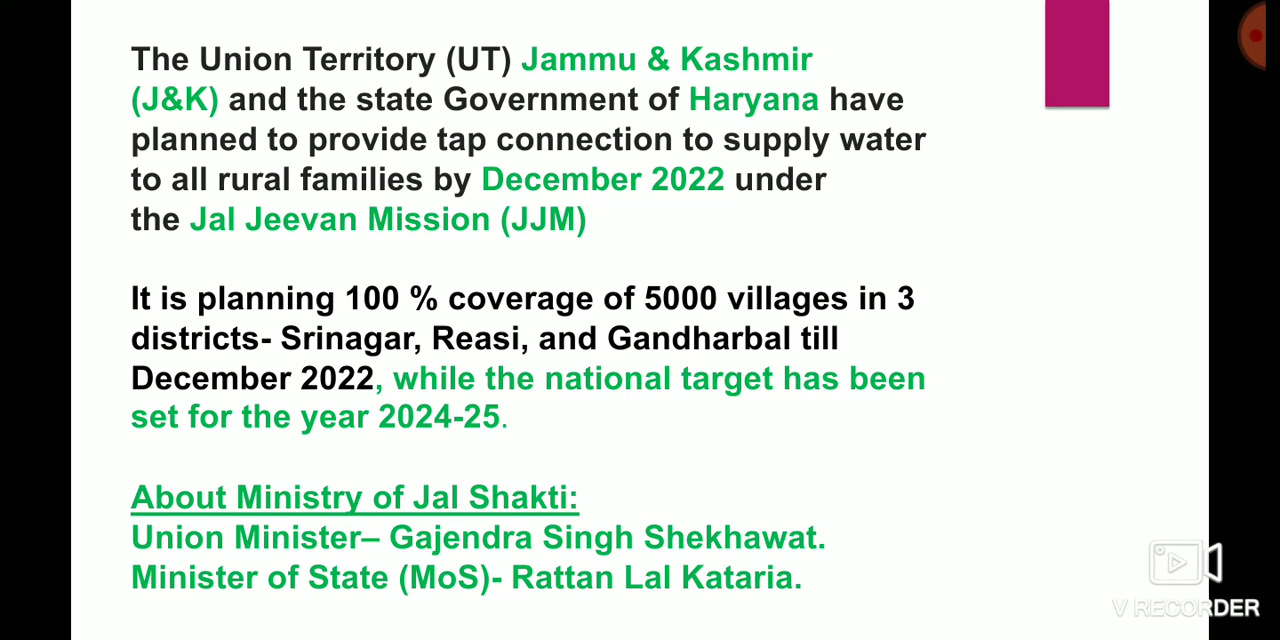 The Union Territory (UT) Jammu & Kashmir
(J&K) and the state Government of Haryana have
planned to provide tap connection to supply water
to all rural families by December 2022 under
the Jal Jeevan Mission (JJM)
It is planning 100 % coverage of 5000 villages in 3
districts- Srinagar, Reasi, and Gandharbal till
December 2022, while the national target has been
set for the year 2024-25.
About Ministry of Jal Shakti:
Union Minister– Gajendra Singh Shekhawat.
Minister of State (MoS)- Rattan Lal Kataria.
V RECORDER